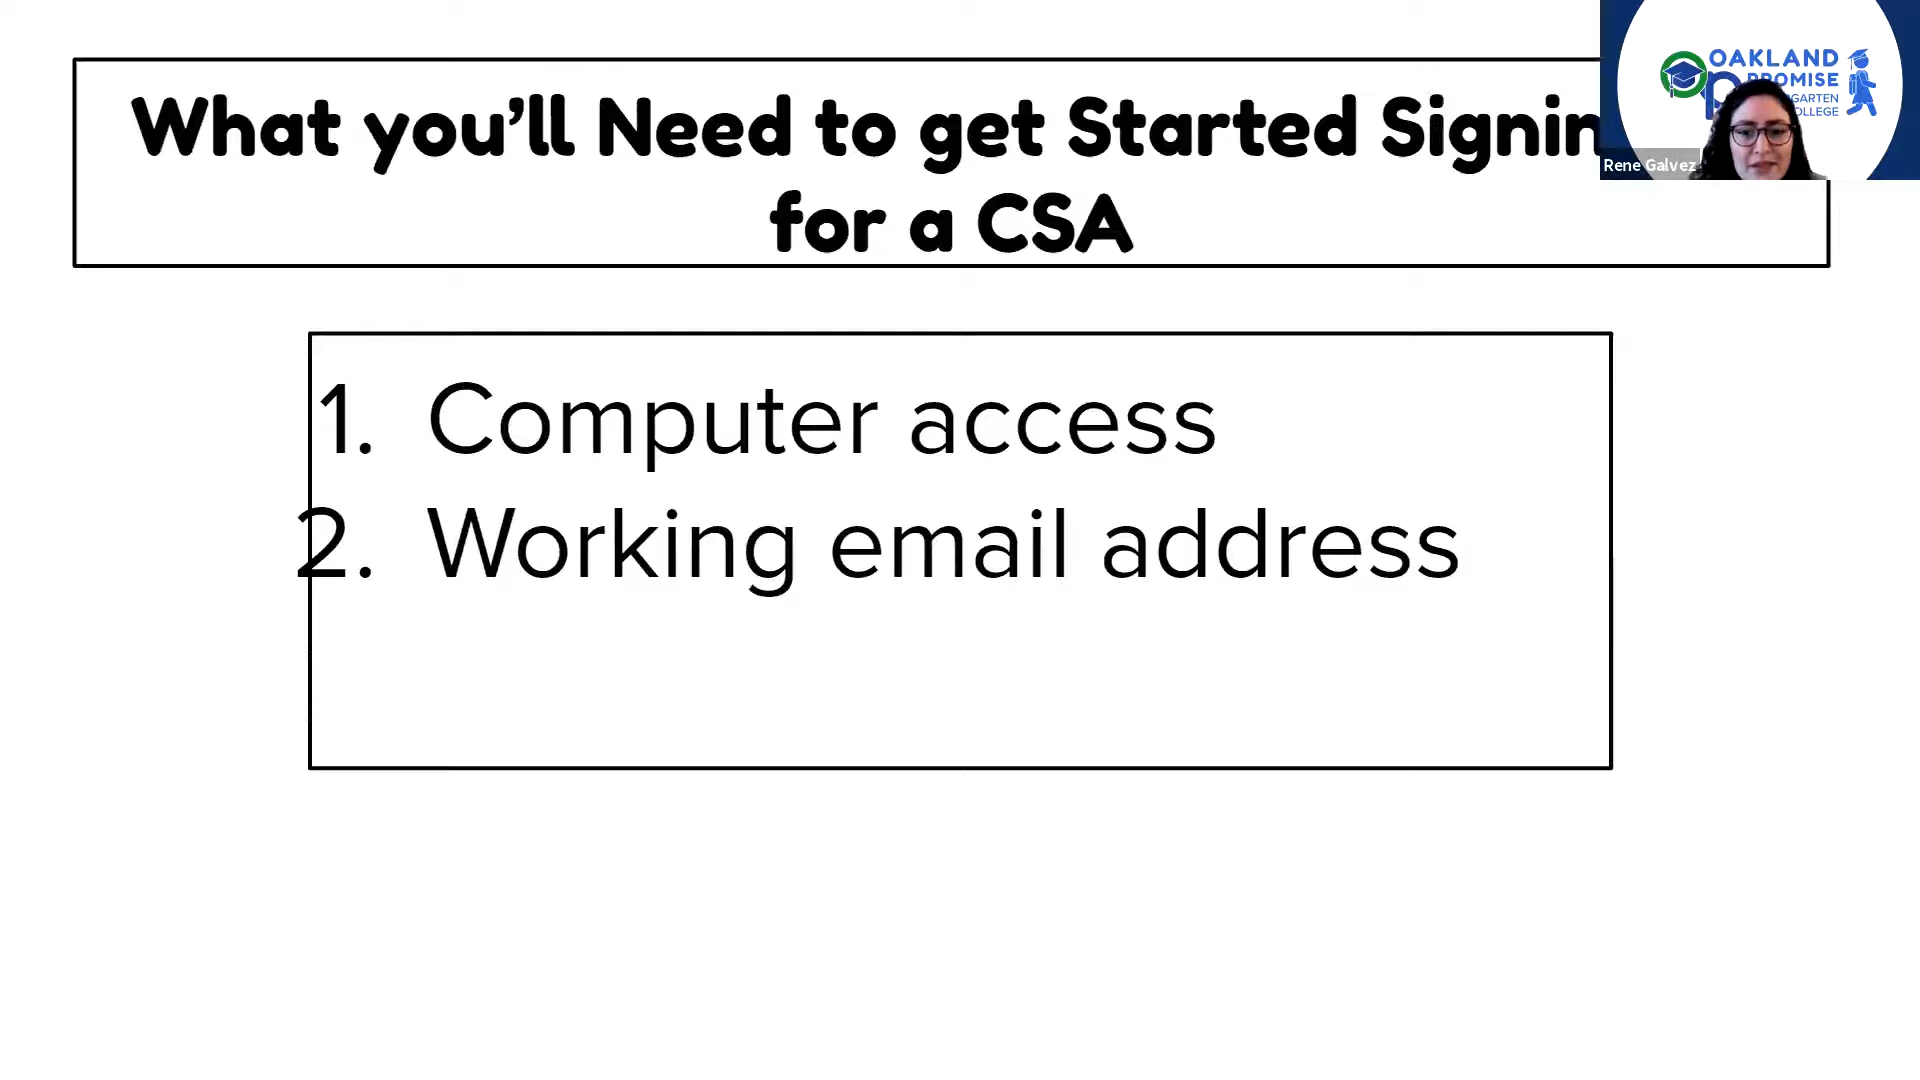 What you'll Need to get Started Signin
for a CSA
1. Computer access
2. Working email address
OAKLAND
PROMISE
Rene Galvez